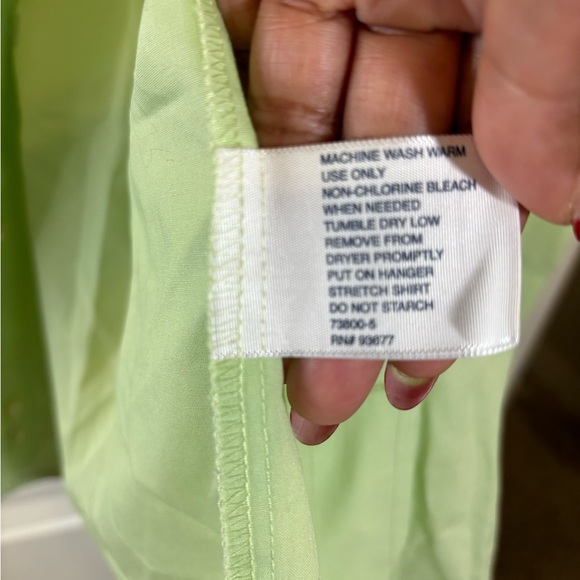 MACHINE WASH WARM
USE ONLY
NON-CHLORINE BLEACH
WHEN NEEDED
TUMBLE DRY LOW
REMOVE FROM
DRYER PROMPTLY
PUT ON HANGER
STRETCH SHIRT
DO NOT STARCH
73800-5
RN# 93677